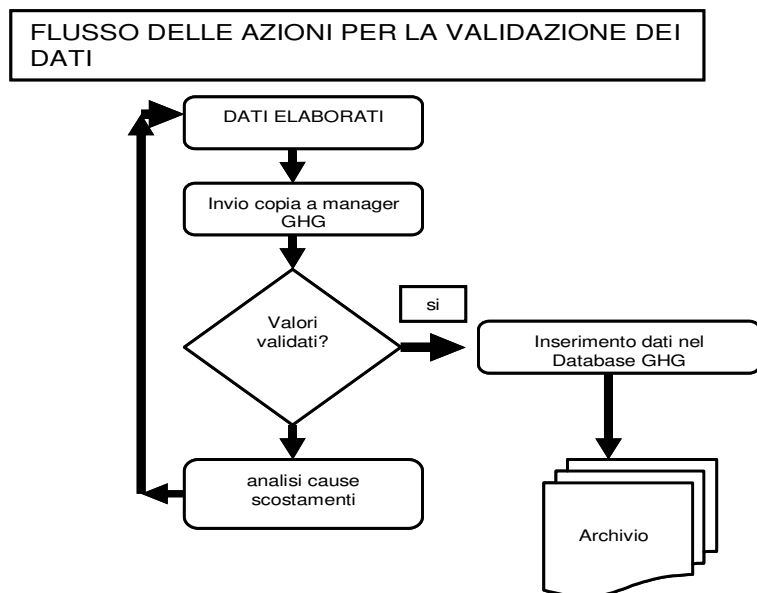 FLUSSO DELLE AZIONI PER LA VALIDAZIONE DEI
DATI
DATI ELABORATI
Invio copia a manager
GHG
Valori
validati?
si
Inserimento dati nel
Database GHG
analisi cause
scostamenti
Archivio